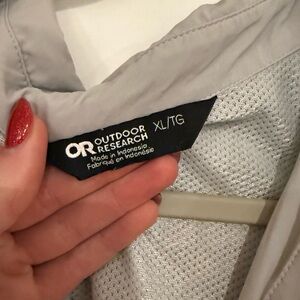 OR OUTDOOR RESEARCH XL/TG
Made in Indonesia
Fabriqué en Indonésie